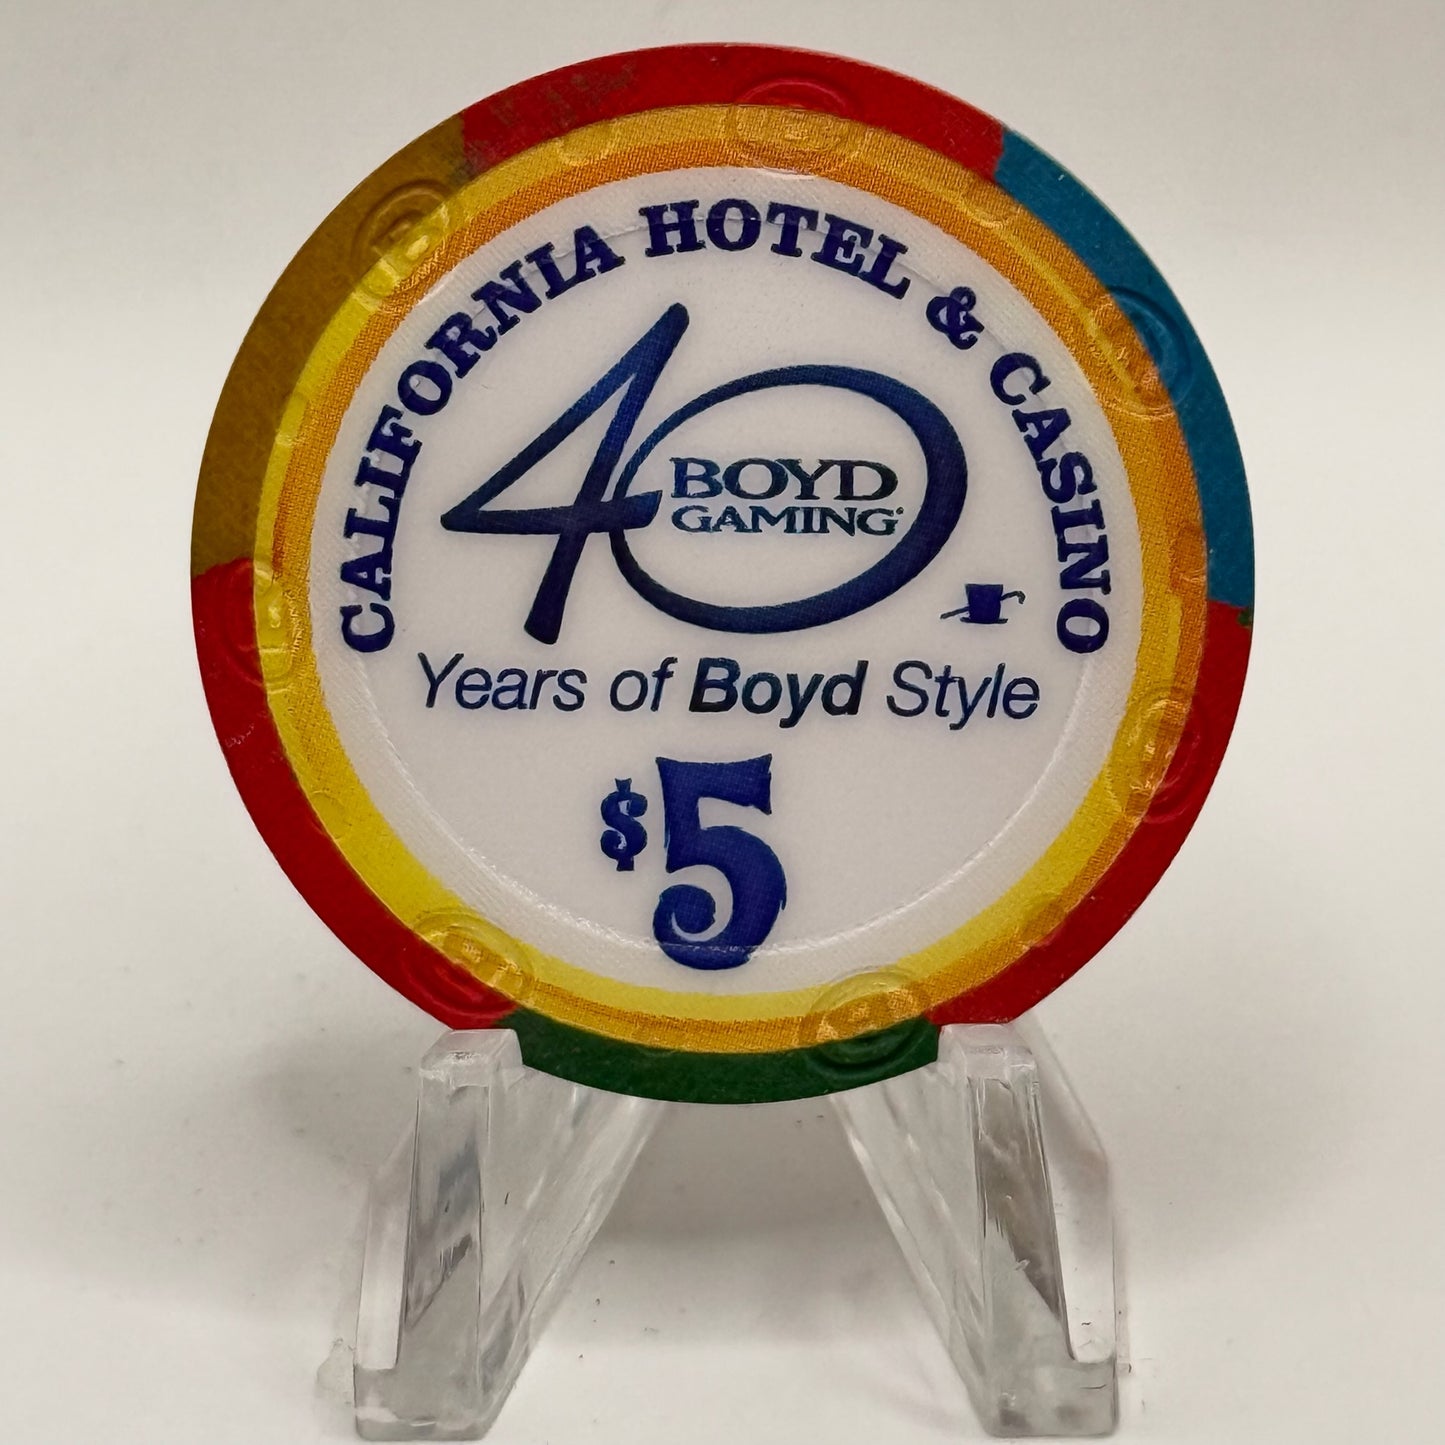 CALIFORNIA HOTEL & CASINO
40
BOYD
GAMING
Years of Boyd Style
$5